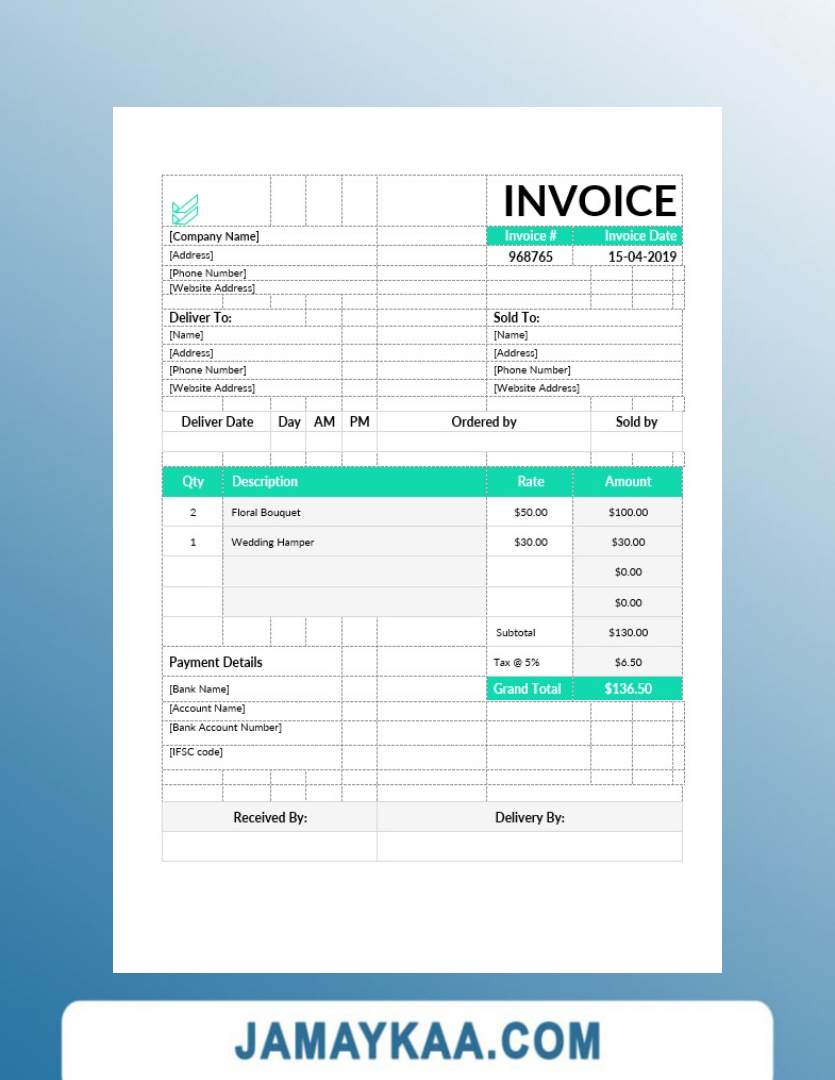 INVOICE
[Company Name] Invoice # Invoice Date
[Address] 968765 15-04-2019
[Phone Number]
[Website Address]
Deliver To: Sold To:
[Name] [Name]
[Address] [Address]
[Phone Number] [Phone Number]
[Website Address] [Website Address]
Deliver Date Day AM PM Ordered by Sold by
Qty Description Rate Amount
2 Floral Bouquet $50.00 $100.00
1 Wedding Hamper $30.00 $30.00
$0.00
$0.00
Subtotal $130.00
Payment Details Tax @ 5% $6.50
[Bank Name] Grand Total $136.50
[Account Name]
[Bank Account Number]
[IFSC code]
Received By: Delivery By:
JAMAYKAA.COM